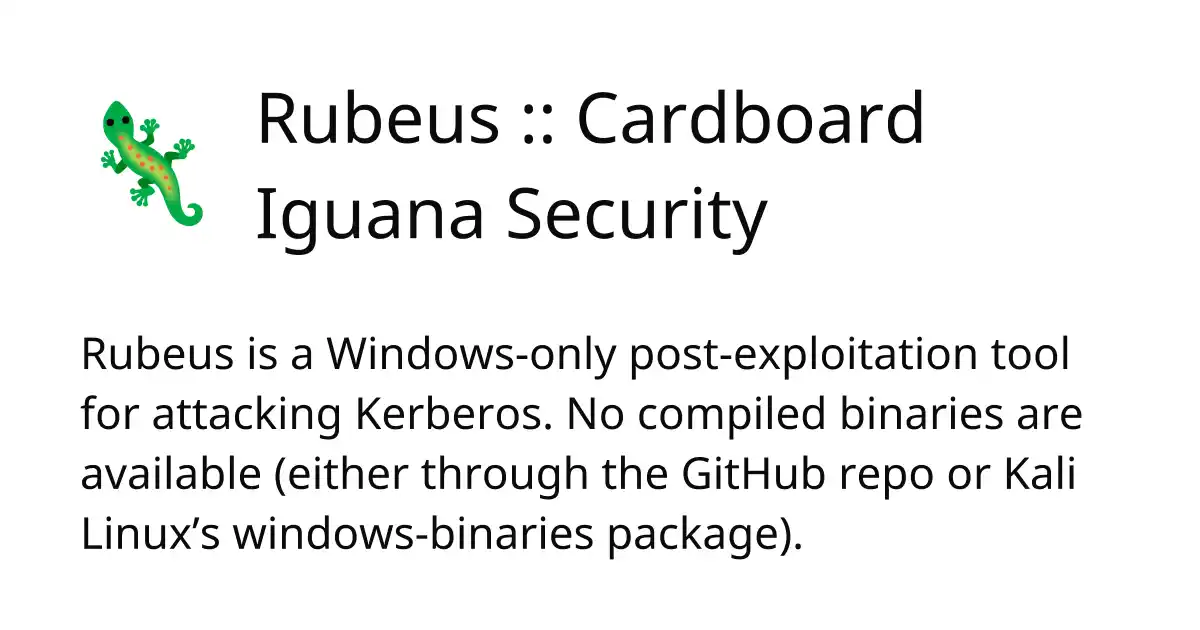 Rubeus :: Cardboard
Iguana Security
Rubeus is a Windows-only post-exploitation tool
for attacking Kerberos. No compiled binaries are
available (either through the GitHub repo or Kali
Linux’s windows-binaries package).